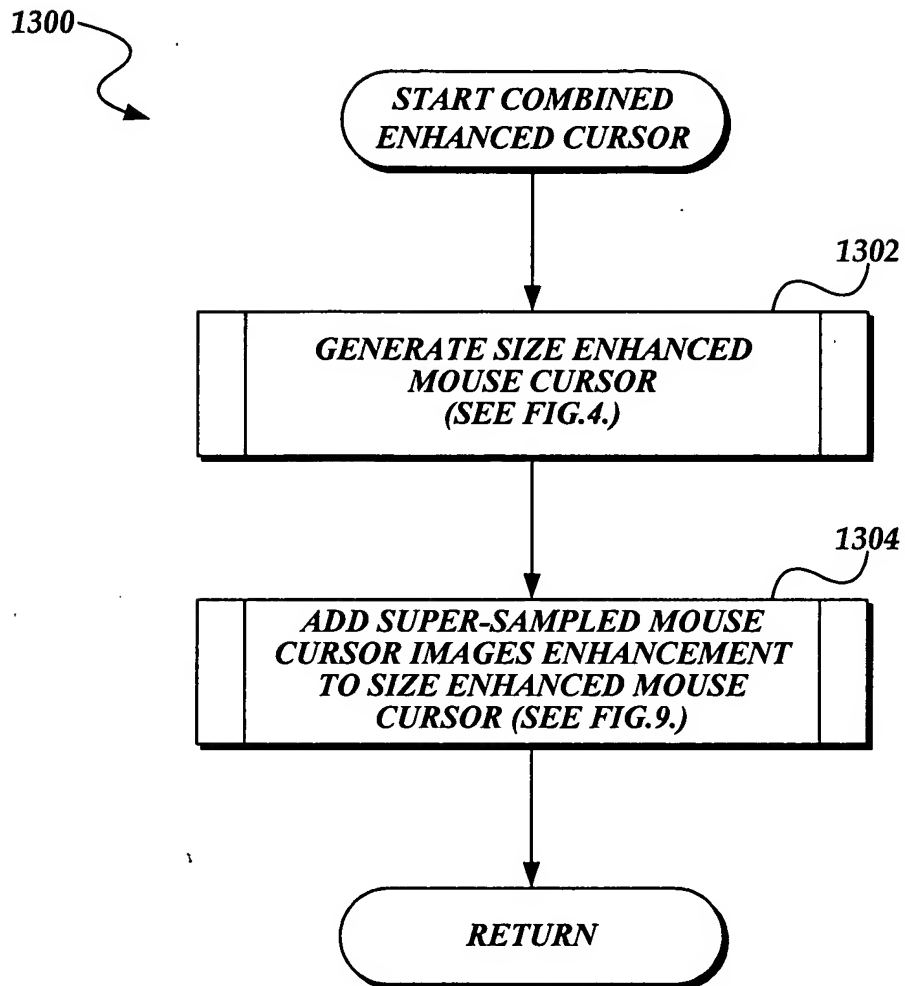 1300
START COMBINED
ENHANCED CURSOR
1302
GENERATE SIZE ENHANCED
MOUSE CURSOR
(SEE FIG.4.)
1304
ADD SUPER-SAMPLED MOUSE
CURSOR IMAGES ENHANCEMENT
TO SIZE ENHANCED MOUSE
CURSOR (SEE FIG.9.)
RETURN